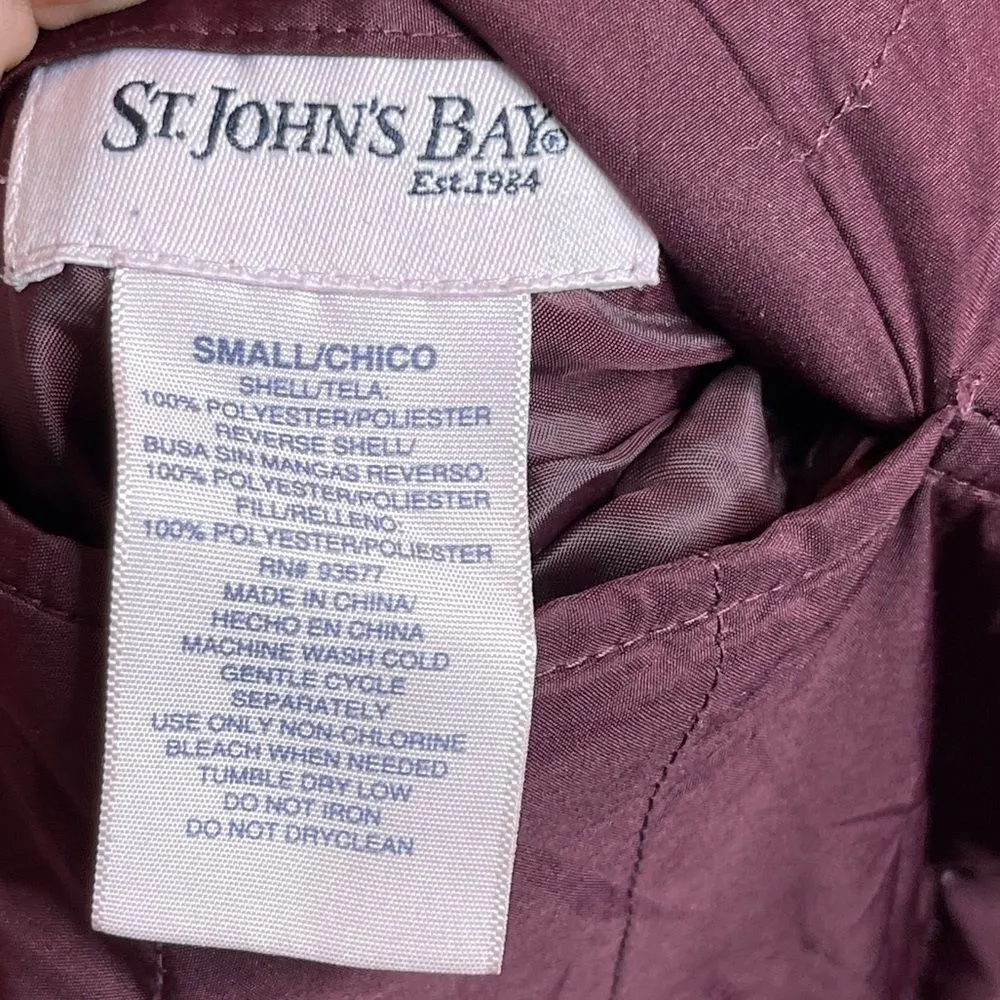 ST. JOHN'S BAY®
Est.1984
SMALL/CHICO
SHELL/TELA:
100% POLYESTER/POLIESTER
REVERSE SHELL/
BUSA SIN MANGAS REVERSO:
100% POLYESTER/POLIESTER
FILL/RELLENO:
100% POLYESTER/POLIESTER
RN# 93677
MADE IN CHINA/
HECHO EN CHINA
MACHINE WASH COLD
GENTLE CYCLE
SEPARATELY
USE ONLY NON-CHLORINE
BLEACH WHEN NEEDED
TUMBLE DRY LOW
DO NOT IRON
DO NOT DRYCLEAN